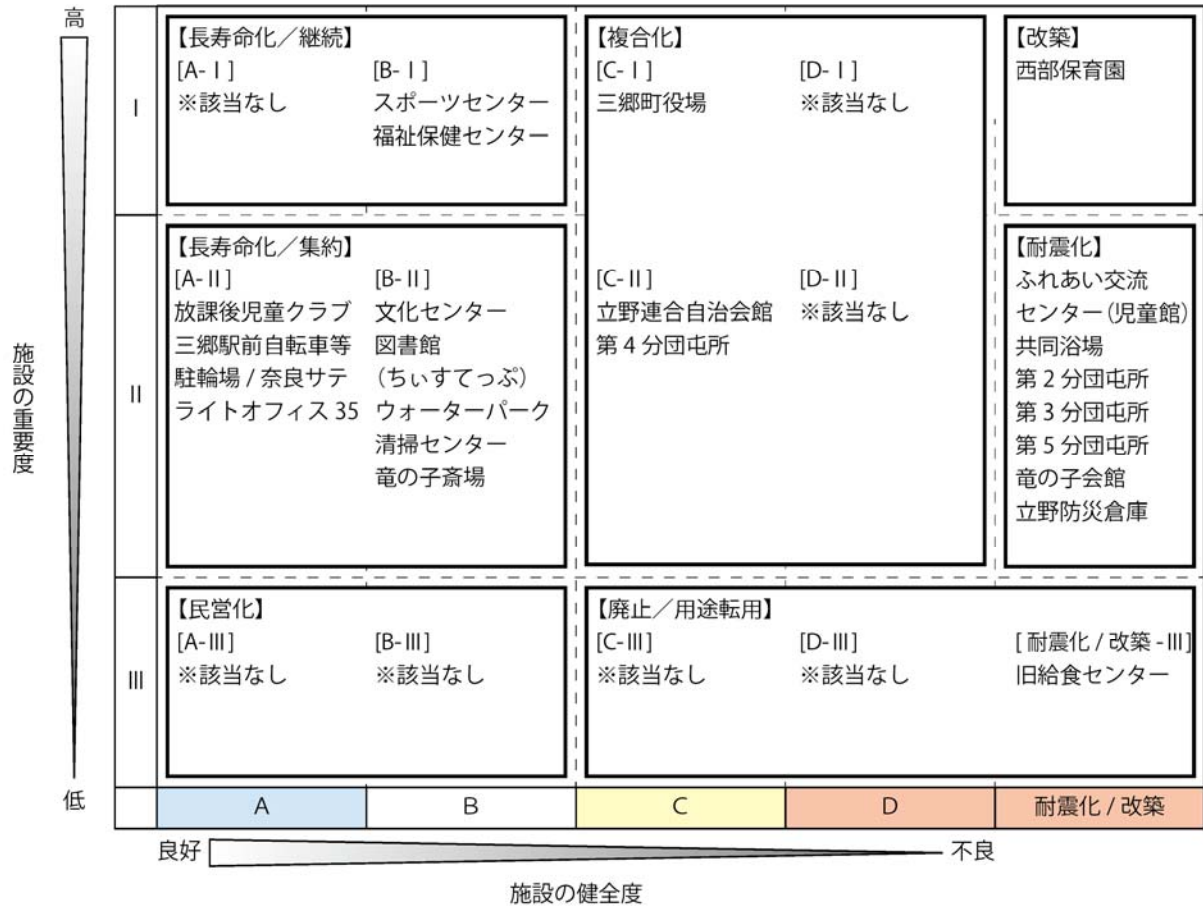 高
施設の重要度
低
I
【長寿命化／継続】
[A-Ⅰ]
※該当なし
[B-Ⅰ]
スポーツセンター
福祉保健センター
【複合化】
[C-Ⅰ]
三郷町役場
[D-Ⅰ]
※該当なし
【改築】
西部保育園
II
【長寿命化／集約】
[A-Ⅱ]
放課後児童クラブ
三郷駅前自転車等
駐輪場 / 奈良サテ
ライトオフィス 35
[B-Ⅱ]
文化センター
図書館
（ちぃすてっぷ）
ウォーターパーク
清掃センター
竜の子斎場
[C-Ⅱ]
立野連合自治会館
第 4 分団屯所
[D-Ⅱ]
※該当なし
【耐震化】
ふれあい交流
センター（児童館）
共同浴場
第 2 分団屯所
第 3 分団屯所
第 5 分団屯所
竜の子会館
立野防災倉庫
III
【民営化】
[A-Ⅲ]
※該当なし
[B-Ⅲ]
※該当なし
【廃止／用途転用】
[C-Ⅲ]
※該当なし
[D-Ⅲ]
※該当なし
[ 耐震化 / 改築 -Ⅲ]
旧給食センター
A
B
C
D
耐震化 / 改築
良好
不良
施設の健全度